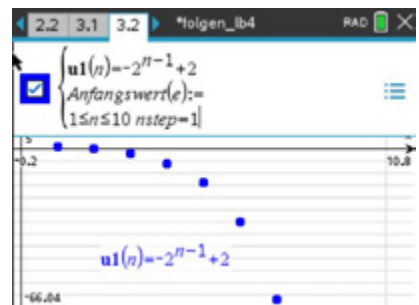 2.2 3.1 3.2 *folgen_lb4 RAD
u1(n)=-2^{n-1}+2
Anfangswert(e):=
1≤n≤10 nstep=1
5
-0.2 10.8
u1(n)=-2^{n-1}+2
-66.04